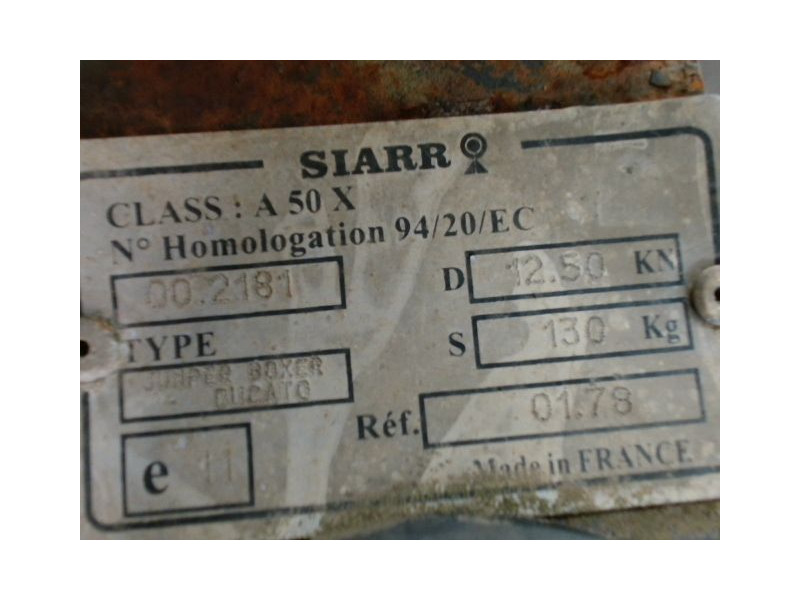 SIARR
CLASS : A 50 X
N° Homologation 94/20/EC
00.2181
D 12.50 KN
TYPE
S 130 Kg
JUMPER BOXER
- DUCATO
Réf. 01.78
e 11
Made in FRANCE